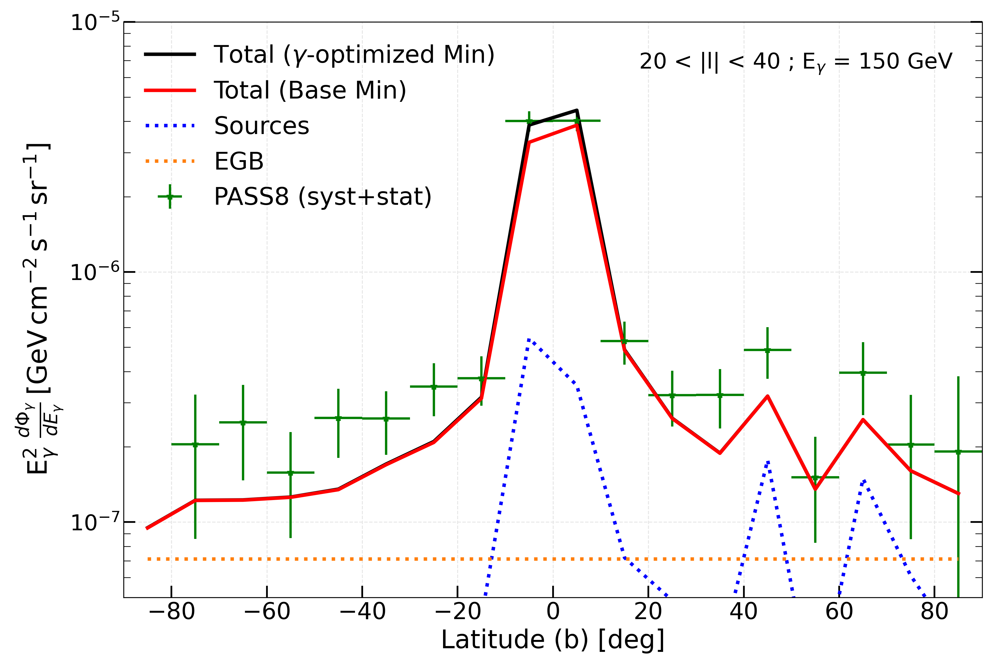 10⁻⁵
Total (γ-optimized Min)
20 < |l| < 40 ; E_γ = 150 GeV
Total (Base Min)
Sources
EGB
PASS8 (syst+stat)
E²_γ dΦ_γ/dE_γ [GeV cm⁻² s⁻¹ sr⁻¹]
10⁻⁶
10⁻⁷
−80 −60 −40 −20 0 20 40 60 80
Latitude (b) [deg]